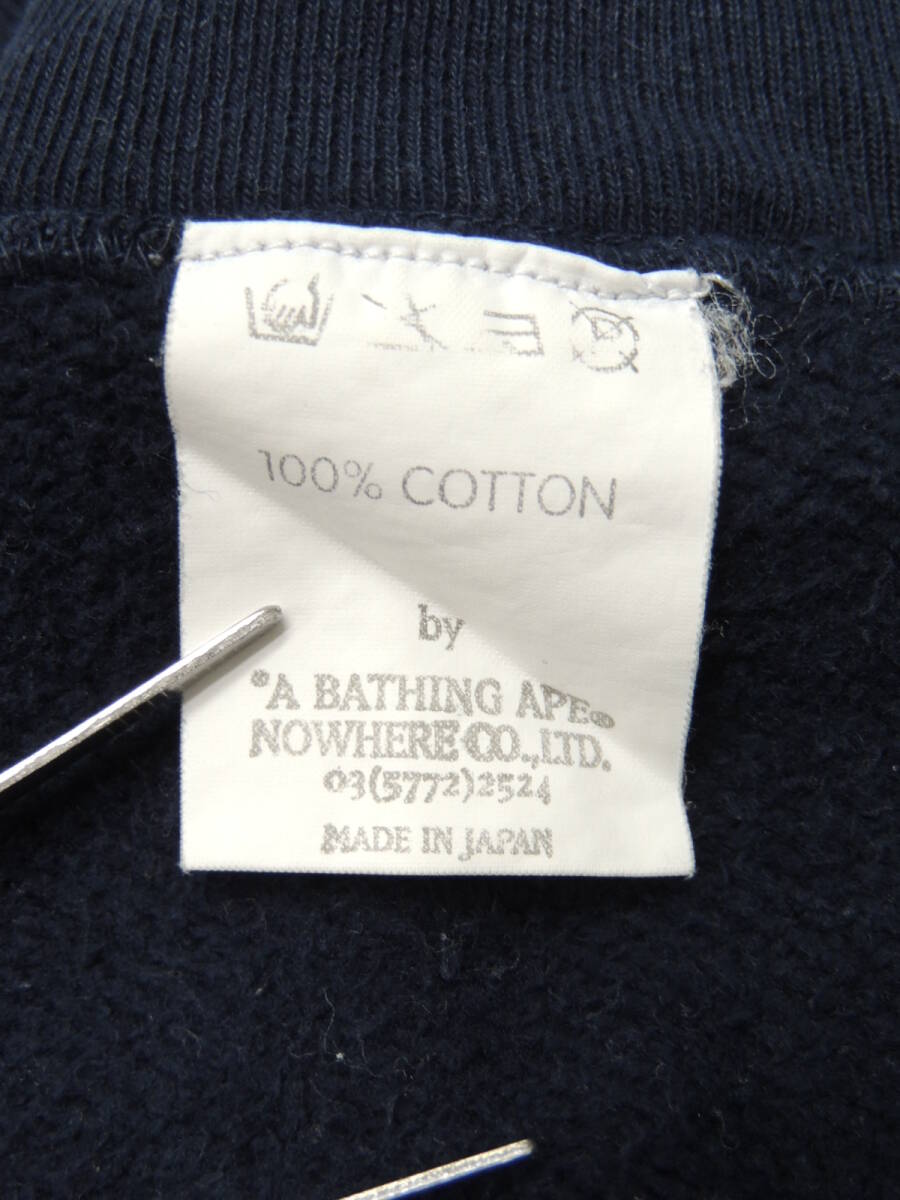 100% COTTON
by
*A BATHING APE®
NOWHERE CO.,LTD.
03(5772)2524
MADE IN JAPAN